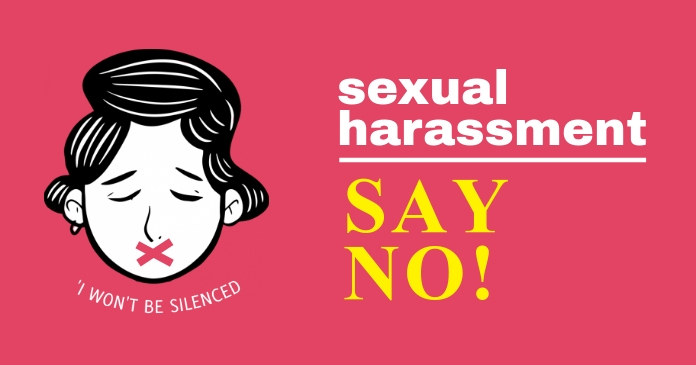 sexual
harassment
SAY
NO!
'I WON'T BE SILENCED